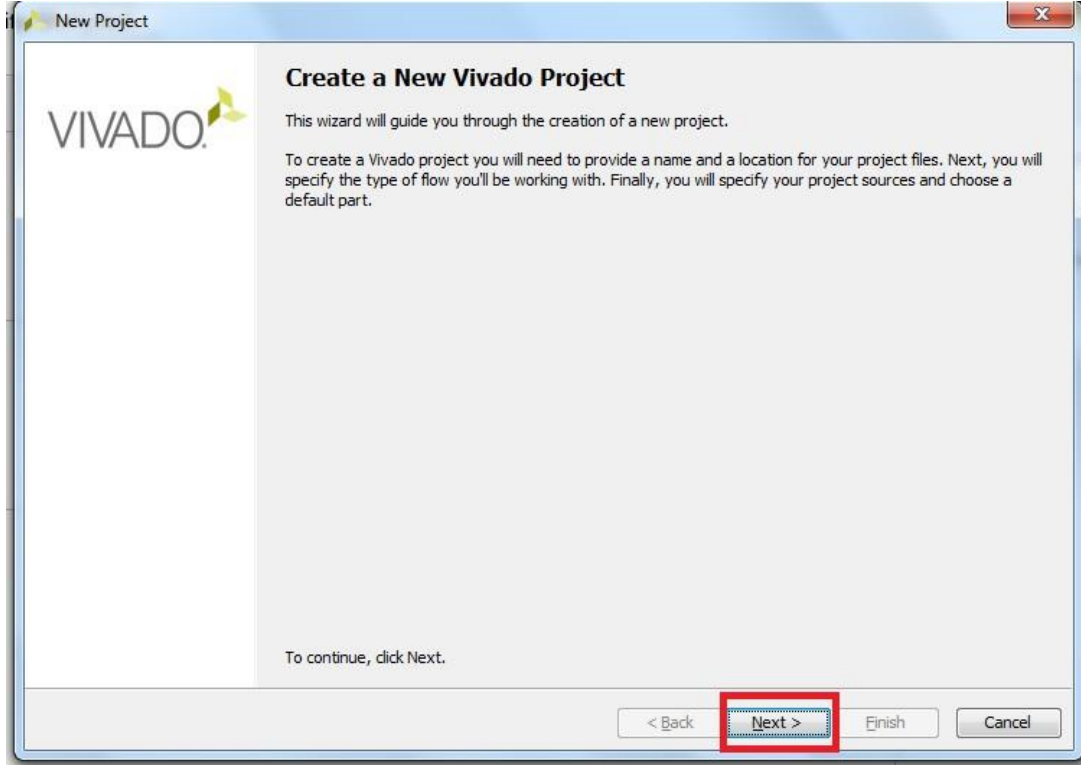 New Project
VIVADO.
Create a New Vivado Project
This wizard will guide you through the creation of a new project.
To create a Vivado project you will need to provide a name and a location for your project files. Next, you will
specify the type of flow you'll be working with. Finally, you will specify your project sources and choose a
default part.
To continue, click Next.
< Back Next > Finish Cancel